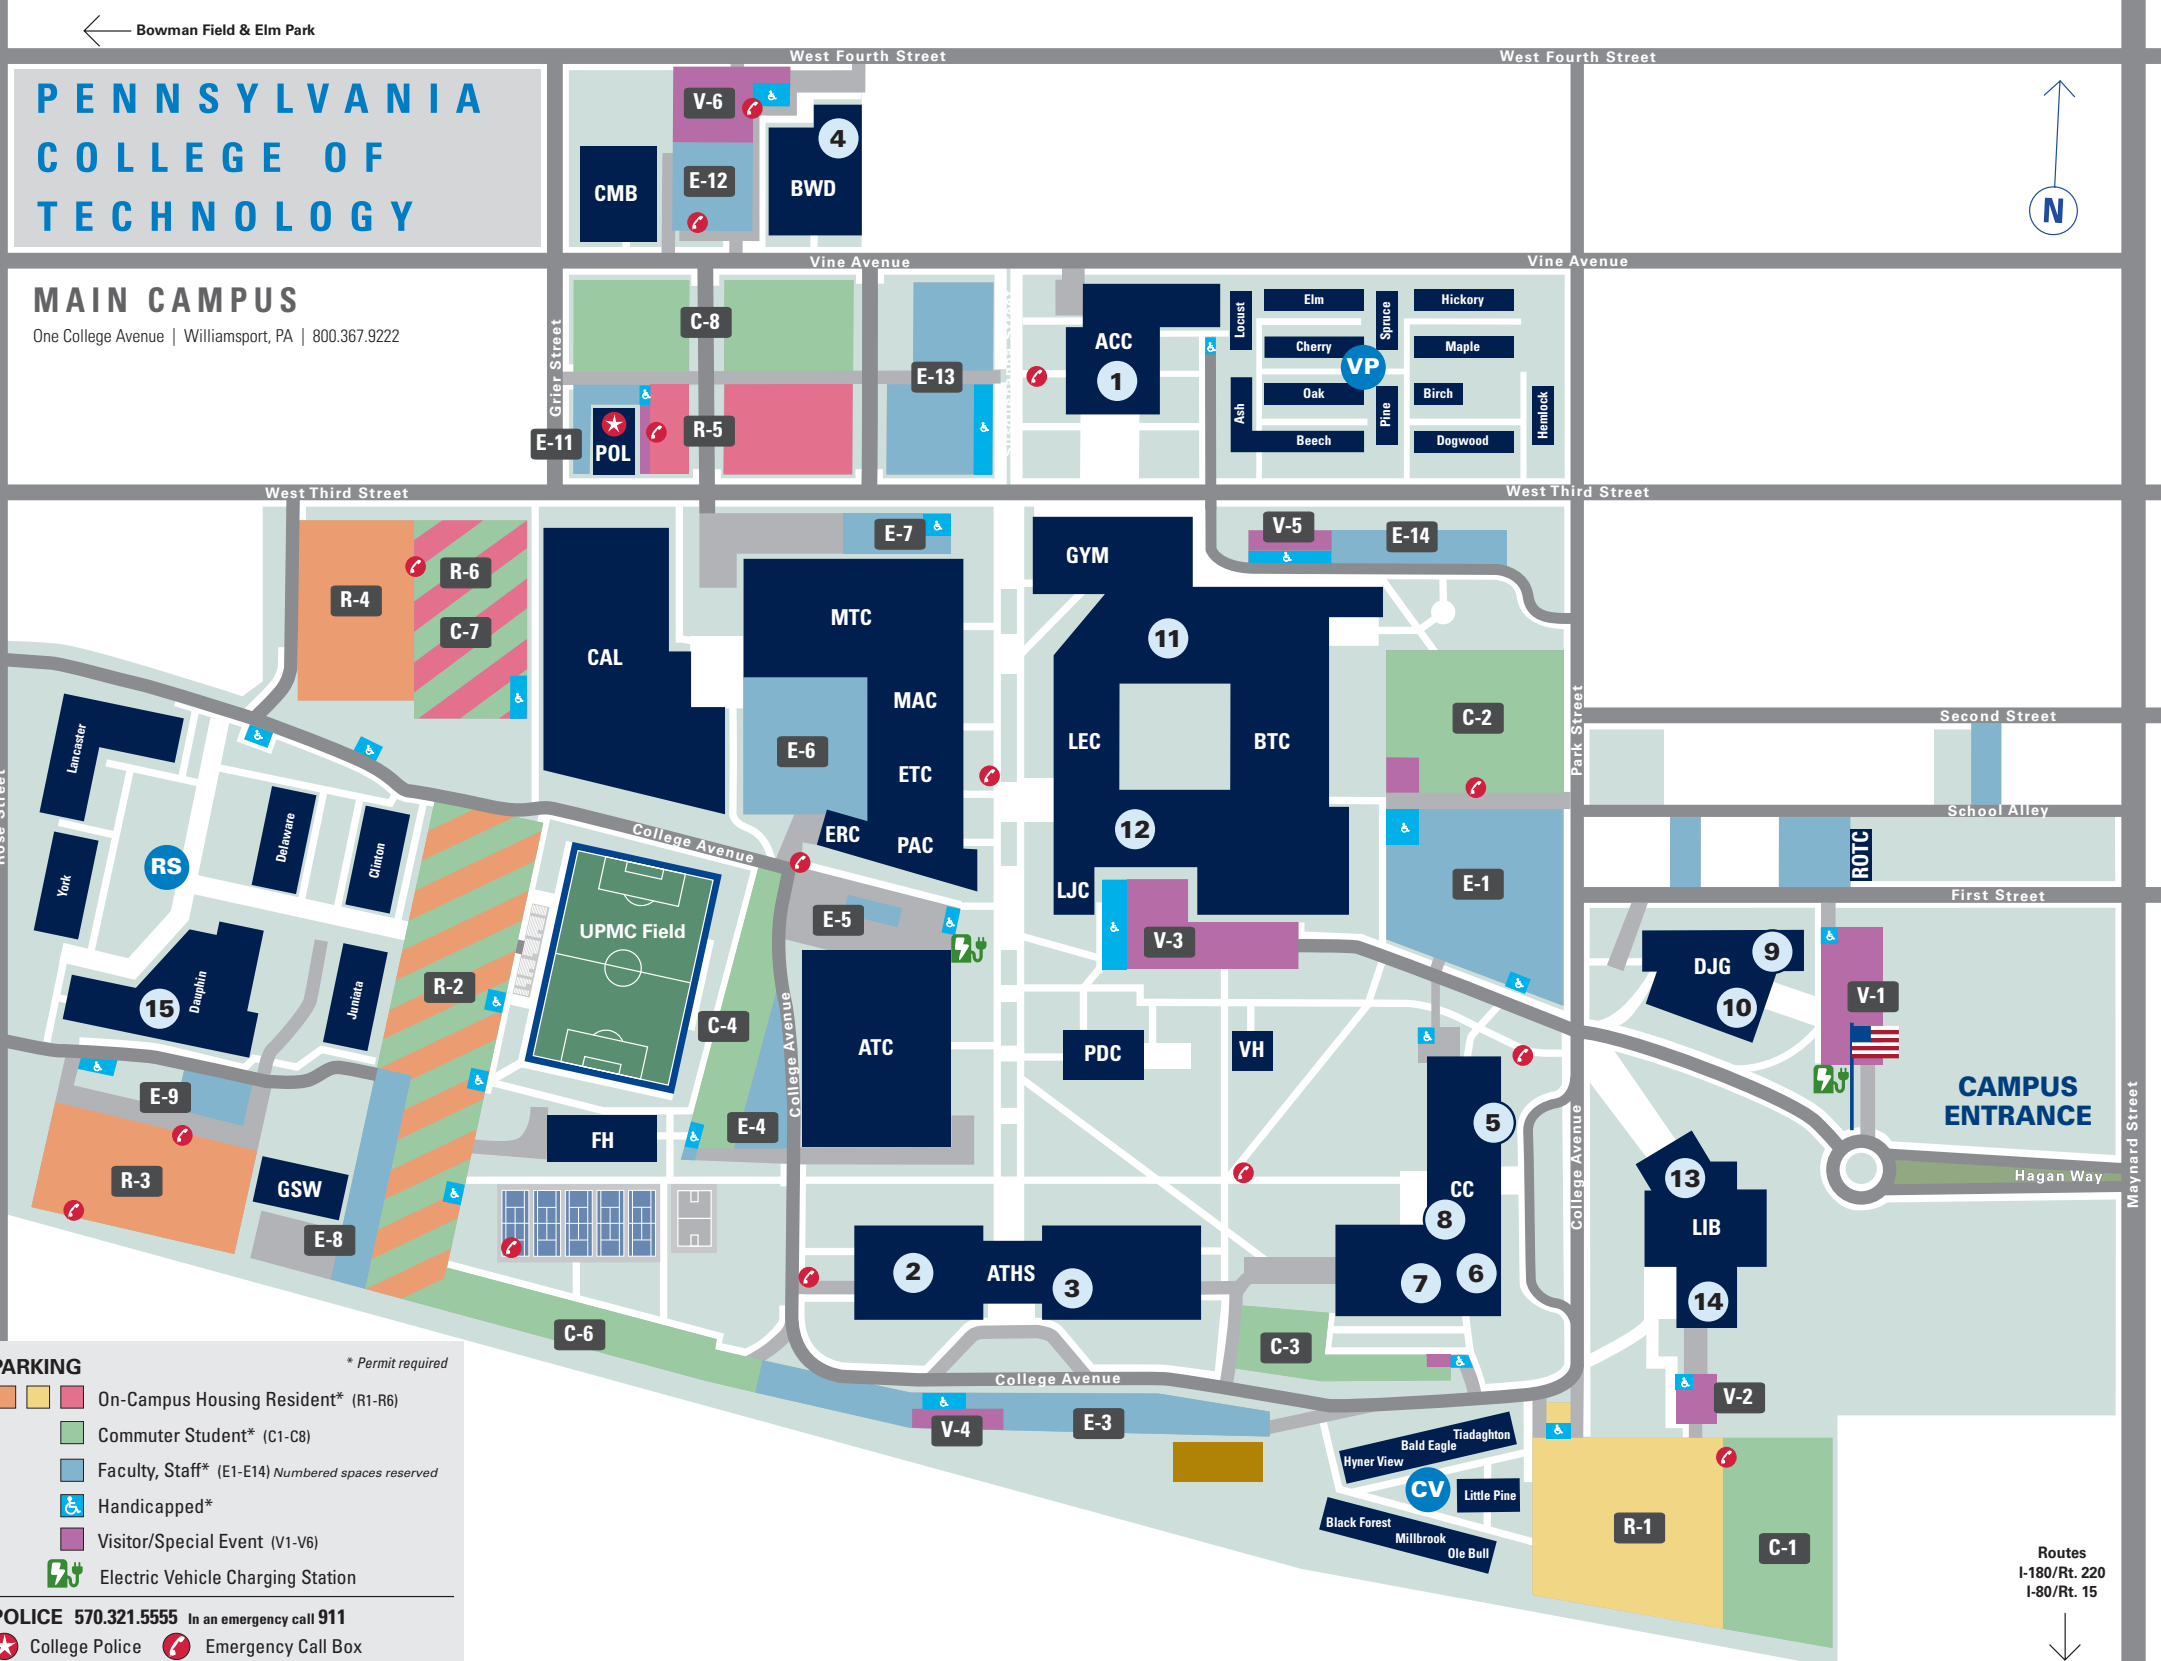 Bowman Field & Elm Park
West Fourth Street
West Fourth Street
PENNSYLVANIA
COLLEGE OF
TECHNOLOGY
MAIN CAMPUS
One College Avenue | Williamsport, PA | 800.367.9222
N
V-6
4
E-12
CMB
BWD
Vine Avenue
Vine Avenue
Grier Street
C-8
E-13
E-11
POL
R-5
ACC
1
Locust
Elm
Spruce
Hickory
Cherry
VP
Maple
Ash
Oak
Pine
Birch
Hemlock
Beech
Dogwood
West Third Street
West Third Street
R-4
R-6
C-7
CAL
E-7
MTC
MAC
E-6
ETC
ERC
PAC
GYM
11
LEC
BTC
12
LJC
V-3
V-5
E-14
C-2
E-1
Park Street
Second Street
School Alley
ROTC
First Street
Lancaster
York
RS
Delaware
Clinton
Dauphin
15
Juniata
R-2
College Avenue
UPMC Field
E-5
C-4
College Avenue
ATC
E-4
FH
E-9
R-3
GSW
E-8
C-6
PDC
VH
5
CC
8
7
6
2
ATHS
3
C-3
College Avenue
College Avenue
V-4
E-3
DJG
9
10
V-1
CAMPUS
ENTRANCE
Hagan Way
Maynard Street
13
LIB
14
V-2
Tiadaghton
Bald Eagle
Hyner View
CV
Little Pine
Black Forest
Millbrook
Ole Bull
R-1
C-1
Routes
I-180/Rt. 220
I-80/Rt. 15
PARKING
* Permit required
On-Campus Housing Resident* (R1-R6)
Commuter Student* (C1-C8)
Faculty, Staff* (E1-E14) Numbered spaces reserved
Handicapped*
Visitor/Special Event (V1-V6)
Electric Vehicle Charging Station
POLICE 570.321.5555 In an emergency call 911
College Police
Emergency Call Box